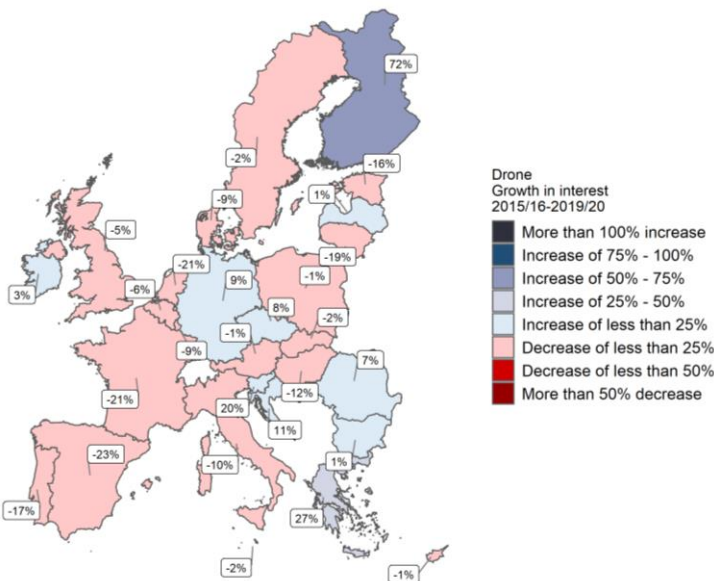 72%
-16%
-2%
1%
-9%
-5%
-19%
-21%
9%
-1%
-6%
3%
8%
-2%
-1%
-9%
7%
-12%
-21%
20%
11%
-23%
-10%
1%
-17%
27%
-2%
-1%
Drone
Growth in interest
2015/16-2019/20
More than 100% increase
Increase of 75% - 100%
Increase of 50% - 75%
Increase of 25% - 50%
Increase of less than 25%
Decrease of less than 25%
Decrease of less than 50%
More than 50% decrease